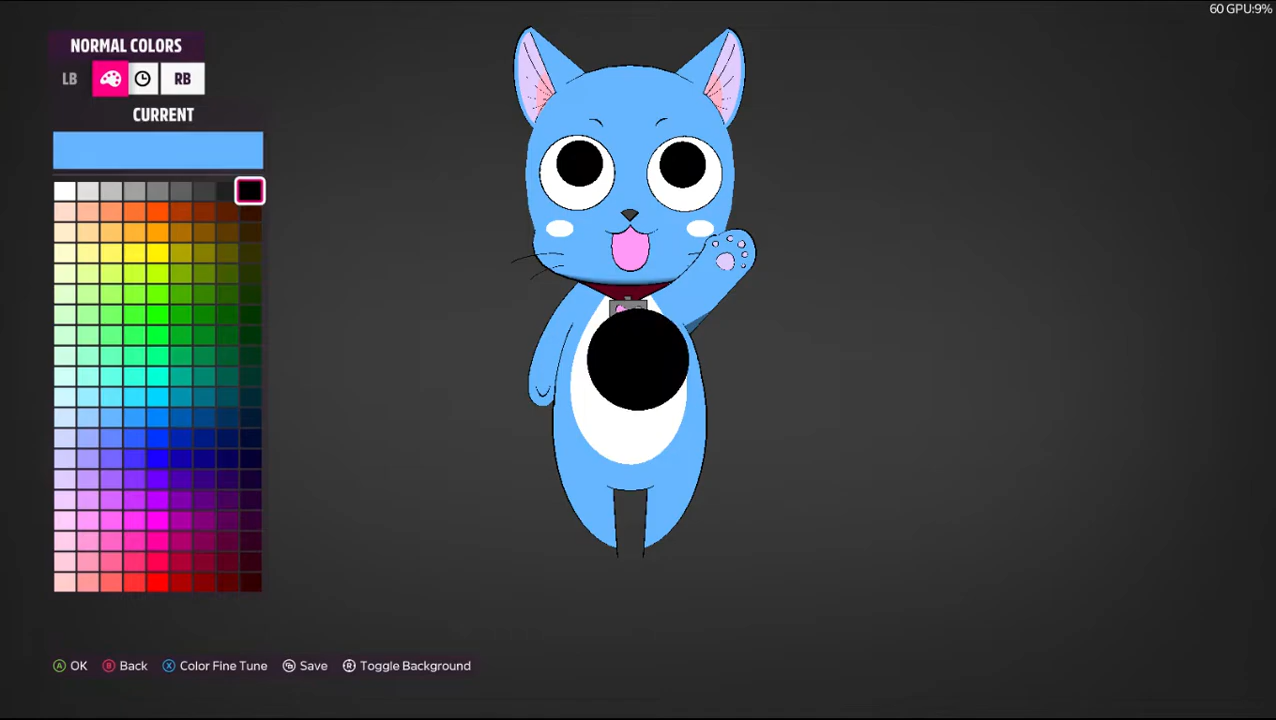 60 GPU:9%
NORMAL COLORS
LB RB
CURRENT
A OK B Back X Color Fine Tune Save Toggle Background